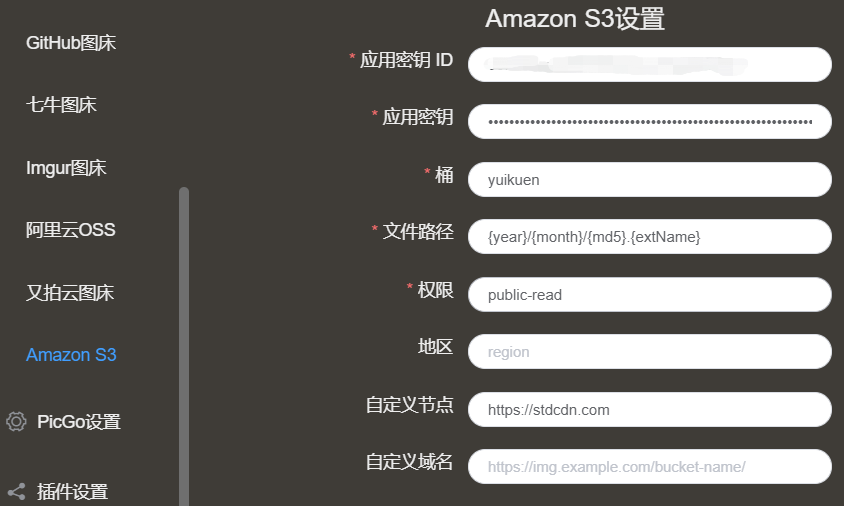 Amazon S3设置
GitHub图床
七牛图床
Imgur图床
阿里云OSS
又拍云图床
Amazon S3
PicGo设置
插件设置
* 应用密钥 ID
* 应用密钥
••••••••••••••••••••••••••••••••••••••••••••••••••••••••••••••••
* 桶
yuikuen
* 文件路径
{year}/{month}/{md5}.{extName}
* 权限
public-read
地区
region
自定义节点
https://stdcdn.com
自定义域名
https://img.example.com/bucket-name/